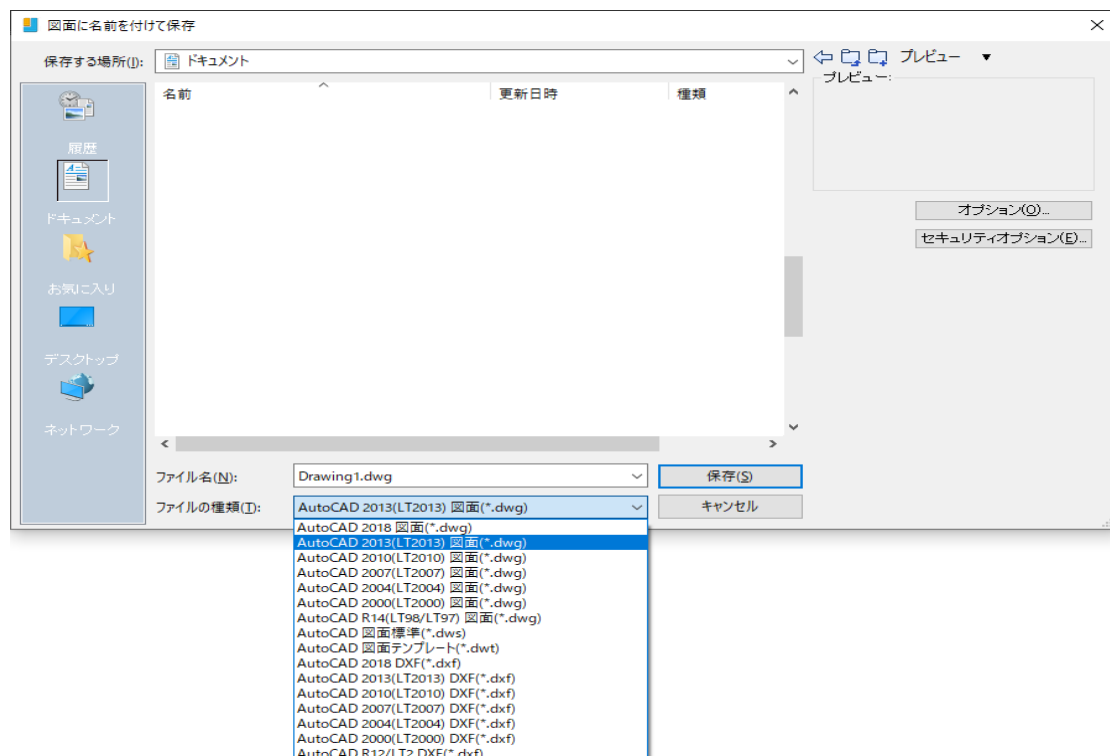 図面に名前を付けて保存
保存する場所(I): ドキュメント プレビュー ▼
プレビュー:
名前 更新日時 種類
履歴
ドキュメント
お気に入り
デスクトップ
ネットワーク
オプション(O)...
セキュリティオプション(E)...
ファイル名(N): Drawing1.dwg 保存(S)
ファイルの種類(T): AutoCAD 2013(LT2013) 図面(*.dwg) キャンセル
AutoCAD 2018 図面(*.dwg)
AutoCAD 2013(LT2013) 図面(*.dwg)
AutoCAD 2010(LT2010) 図面(*.dwg)
AutoCAD 2007(LT2007) 図面(*.dwg)
AutoCAD 2004(LT2004) 図面(*.dwg)
AutoCAD 2000(LT2000) 図面(*.dwg)
AutoCAD R14(LT98/LT97) 図面(*.dwg)
AutoCAD 図面標準(*.dws)
AutoCAD 図面テンプレート(*.dwt)
AutoCAD 2018 DXF(*.dxf)
AutoCAD 2013(LT2013) DXF(*.dxf)
AutoCAD 2010(LT2010) DXF(*.dxf)
AutoCAD 2007(LT2007) DXF(*.dxf)
AutoCAD 2004(LT2004) DXF(*.dxf)
AutoCAD 2000(LT2000) DXF(*.dxf)
AutoCAD R12/LT2 DXF(*.dxf)